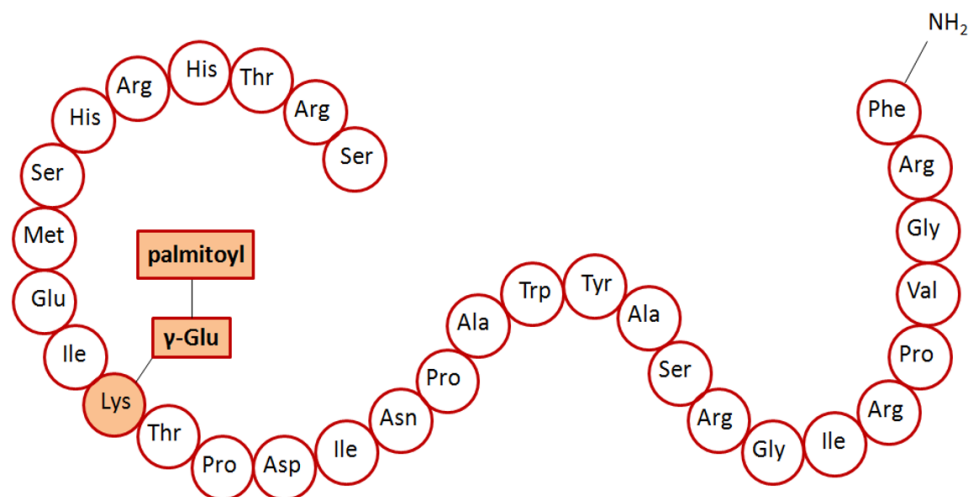 Ser
Arg
Thr
His
Arg
His
Ser
Met
Glu
Ile
Lys
γ-Glu
palmitoyl
Thr
Pro
Asp
Ile
Asn
Pro
Ala
Trp
Tyr
Ala
Ser
Arg
Gly
Ile
Arg
Pro
Val
Gly
Arg
Phe
NH₂